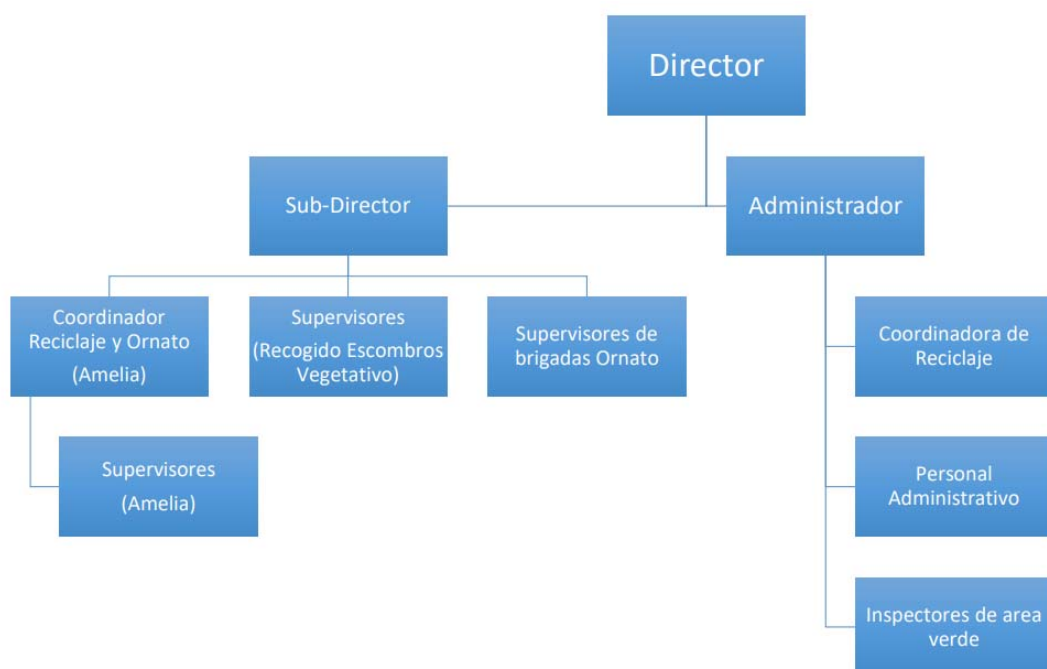 Director
Sub-Director
Administrador
Coordinador
Reciclaje y Ornato
(Amelia)
Supervisores
(Recogido Escombros
Vegetativo)
Supervisores de
brigadas Ornato
Coordinadora de
Reciclaje
Supervisores
(Amelia)
Personal
Administrativo
Inspectores de area
verde